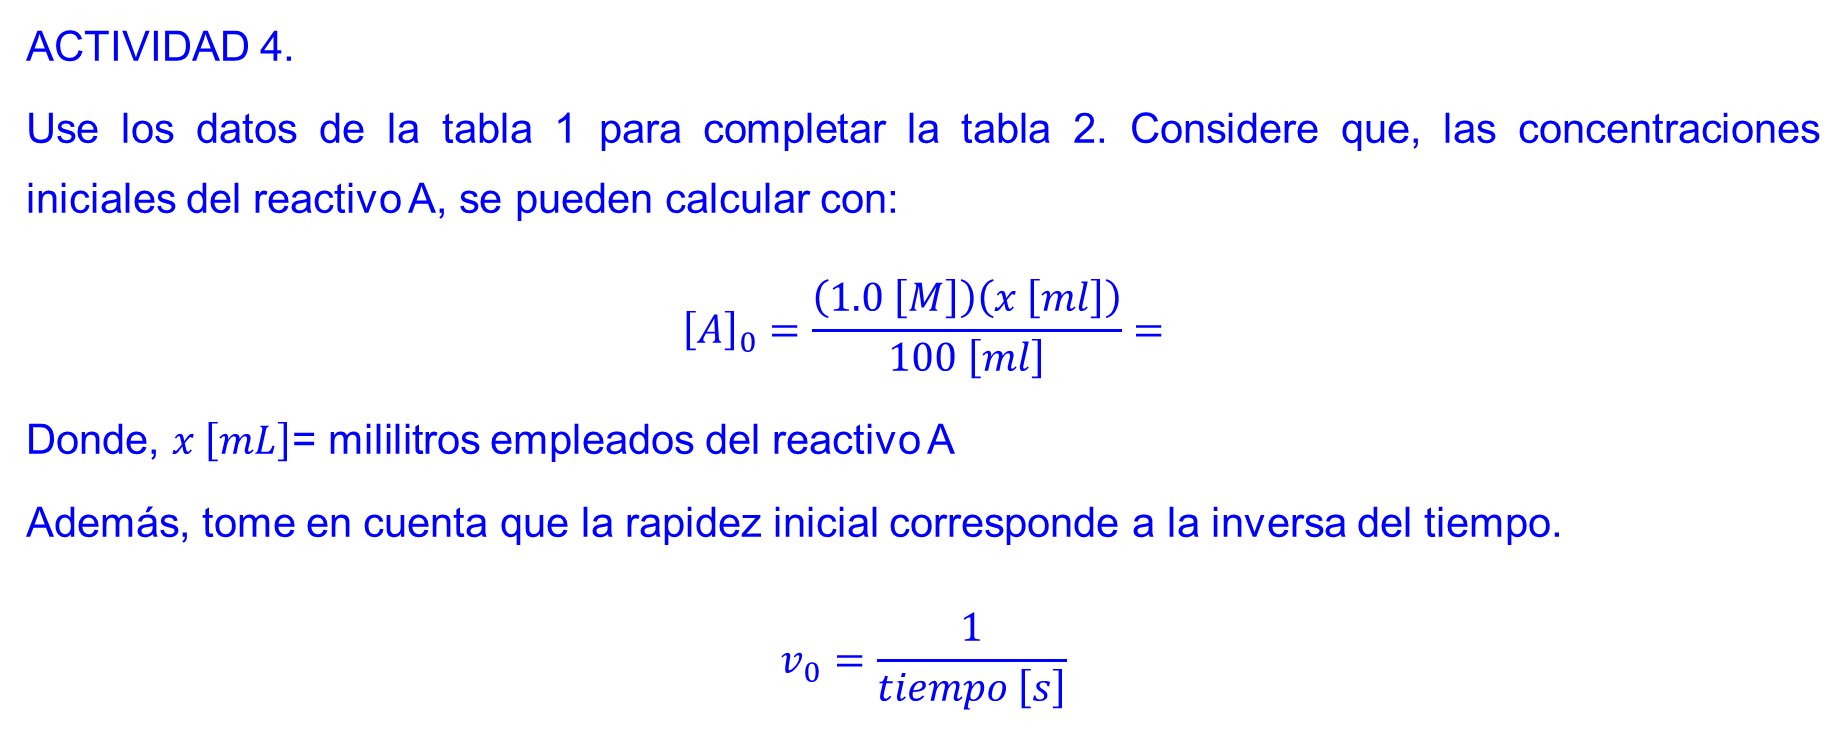 ACTIVIDAD 4.
Use los datos de la tabla 1 para completar la tabla 2. Considere que, las concentraciones
iniciales del reactivo A, se pueden calcular con:
[A]₀ = (1.0 [M])(x [ml]) / 100 [ml] =
Donde, x [mL]= mililitros empleados del reactivo A
Además, tome en cuenta que la rapidez inicial corresponde a la inversa del tiempo.
v₀ = 1 / tiempo [s]